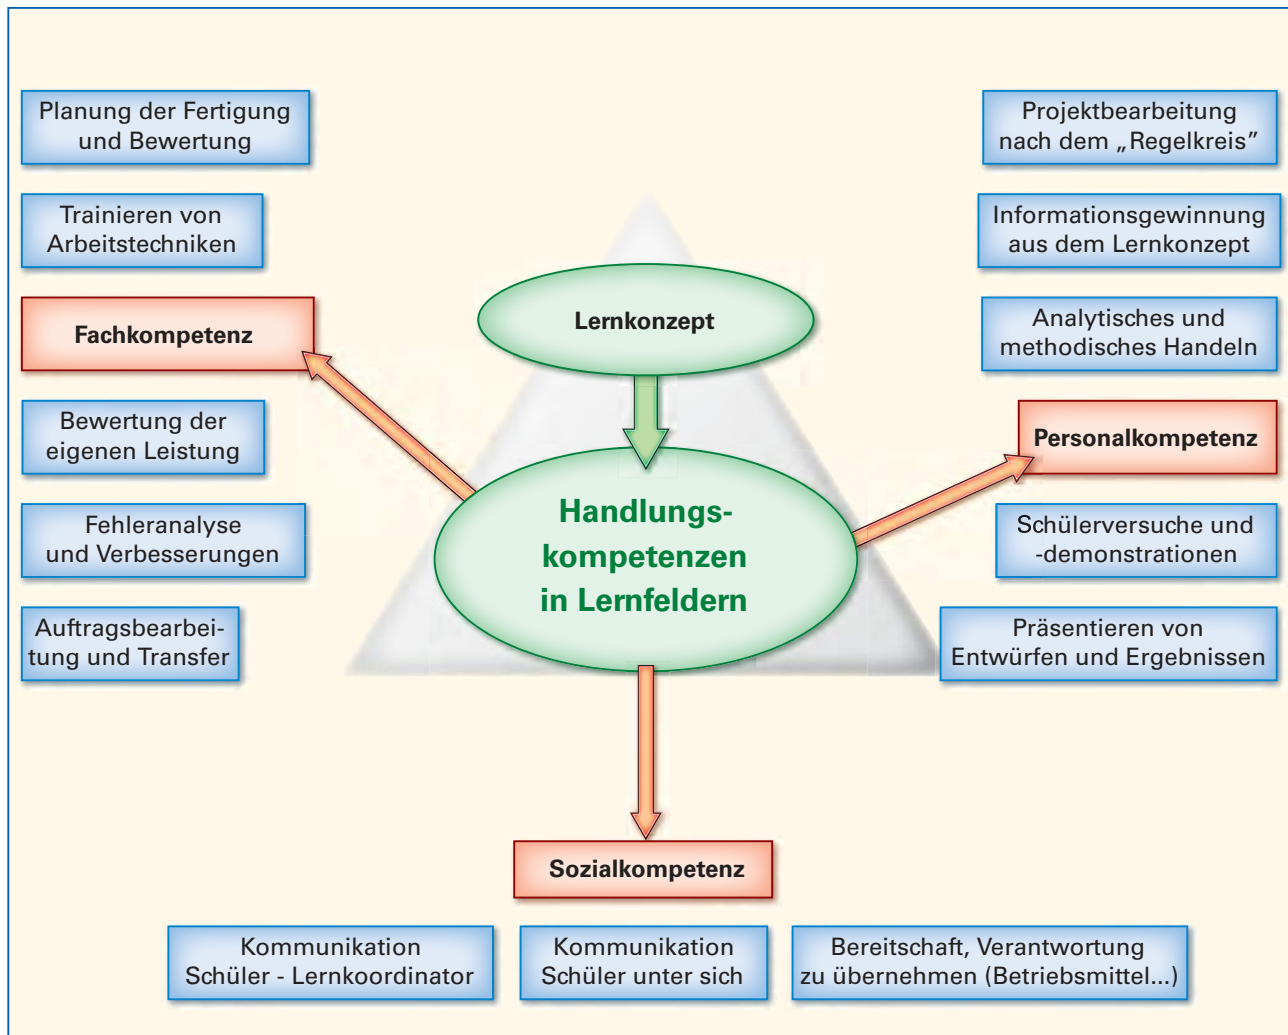 Planung der Fertigung
und Bewertung
Trainieren von
Arbeitstechniken
Fachkompetenz
Bewertung der
eigenen Leistung
Fehleranalyse
und Verbesserungen
Auftragsbearbei-
tung und Transfer
Lernkonzept
Handlungs-
kompetenzen
in Lernfeldern
Projektbearbeitung
nach dem „Regelkreis”
Informationsgewinnung
aus dem Lernkonzept
Analytisches und
methodisches Handeln
Personalkompetenz
Schülerversuche und
-demonstrationen
Präsentieren von
Entwürfen und Ergebnissen
Sozialkompetenz
Kommunikation
Schüler - Lernkoordinator
Kommunikation
Schüler unter sich
Bereitschaft, Verantwortung
zu übernehmen (Betriebsmittel...)